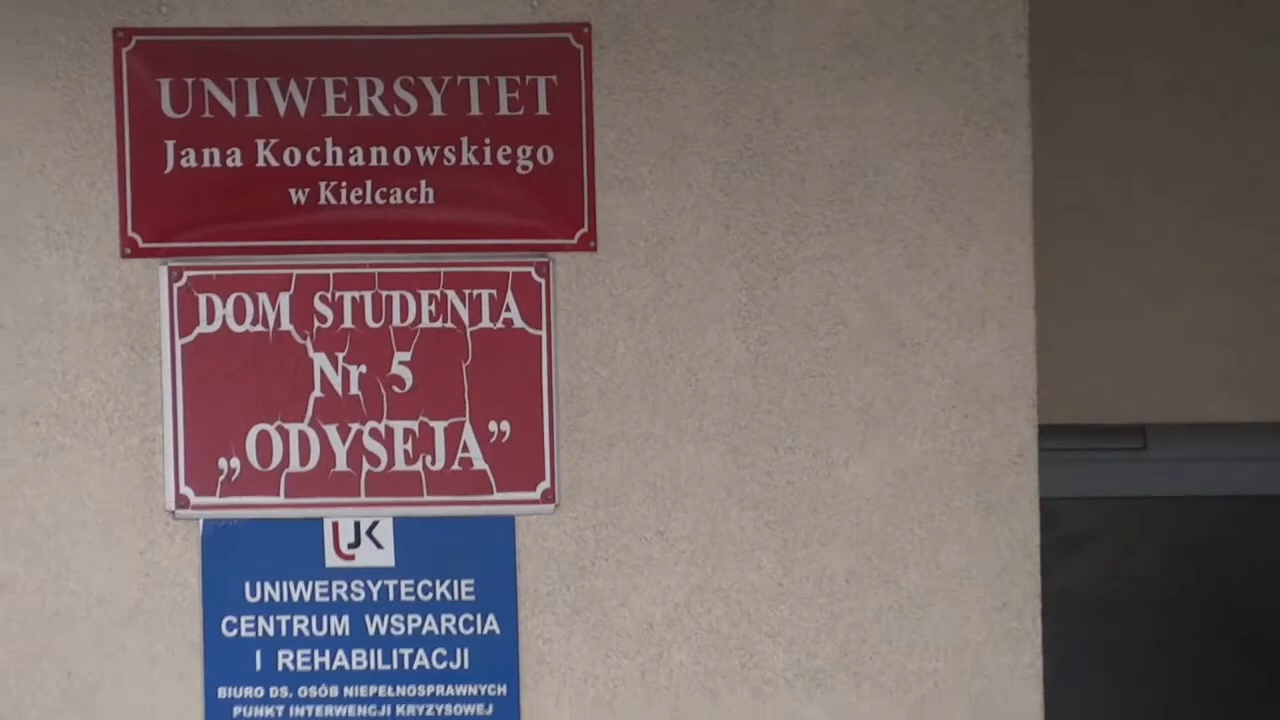 UNIWERSYTET
Jana Kochanowskiego
w Kielcach
DOM STUDENTA
Nr 5
„ODYSEJA”
UJK
UNIWERSYTECKIE
CENTRUM WSPARCIA
I REHABILITACJI
BIURO DS. OSÓB NIEPEŁNOSPRAWNYCH
PUNKT INTERWENCJI KRYZYSOWEJ